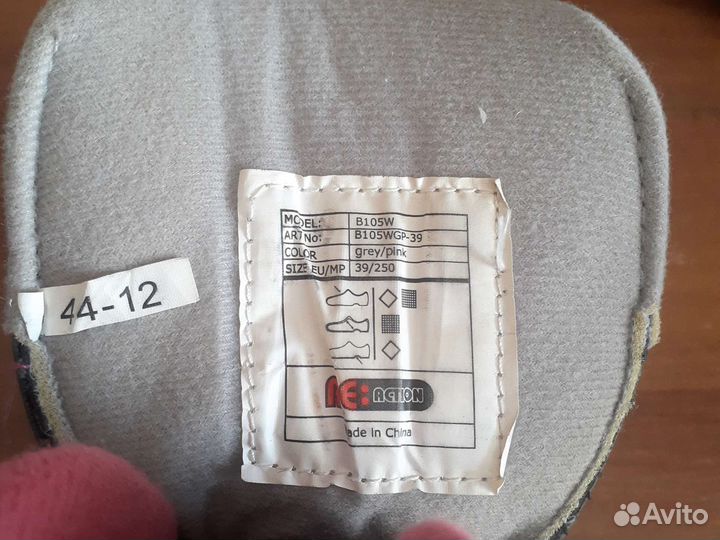 MODEL: B105W
ART No: B105WGP-39
COLOR grey/pink
SIZE EU/MP 39/250
44-12
RE: ACTION
Made in China
Avito